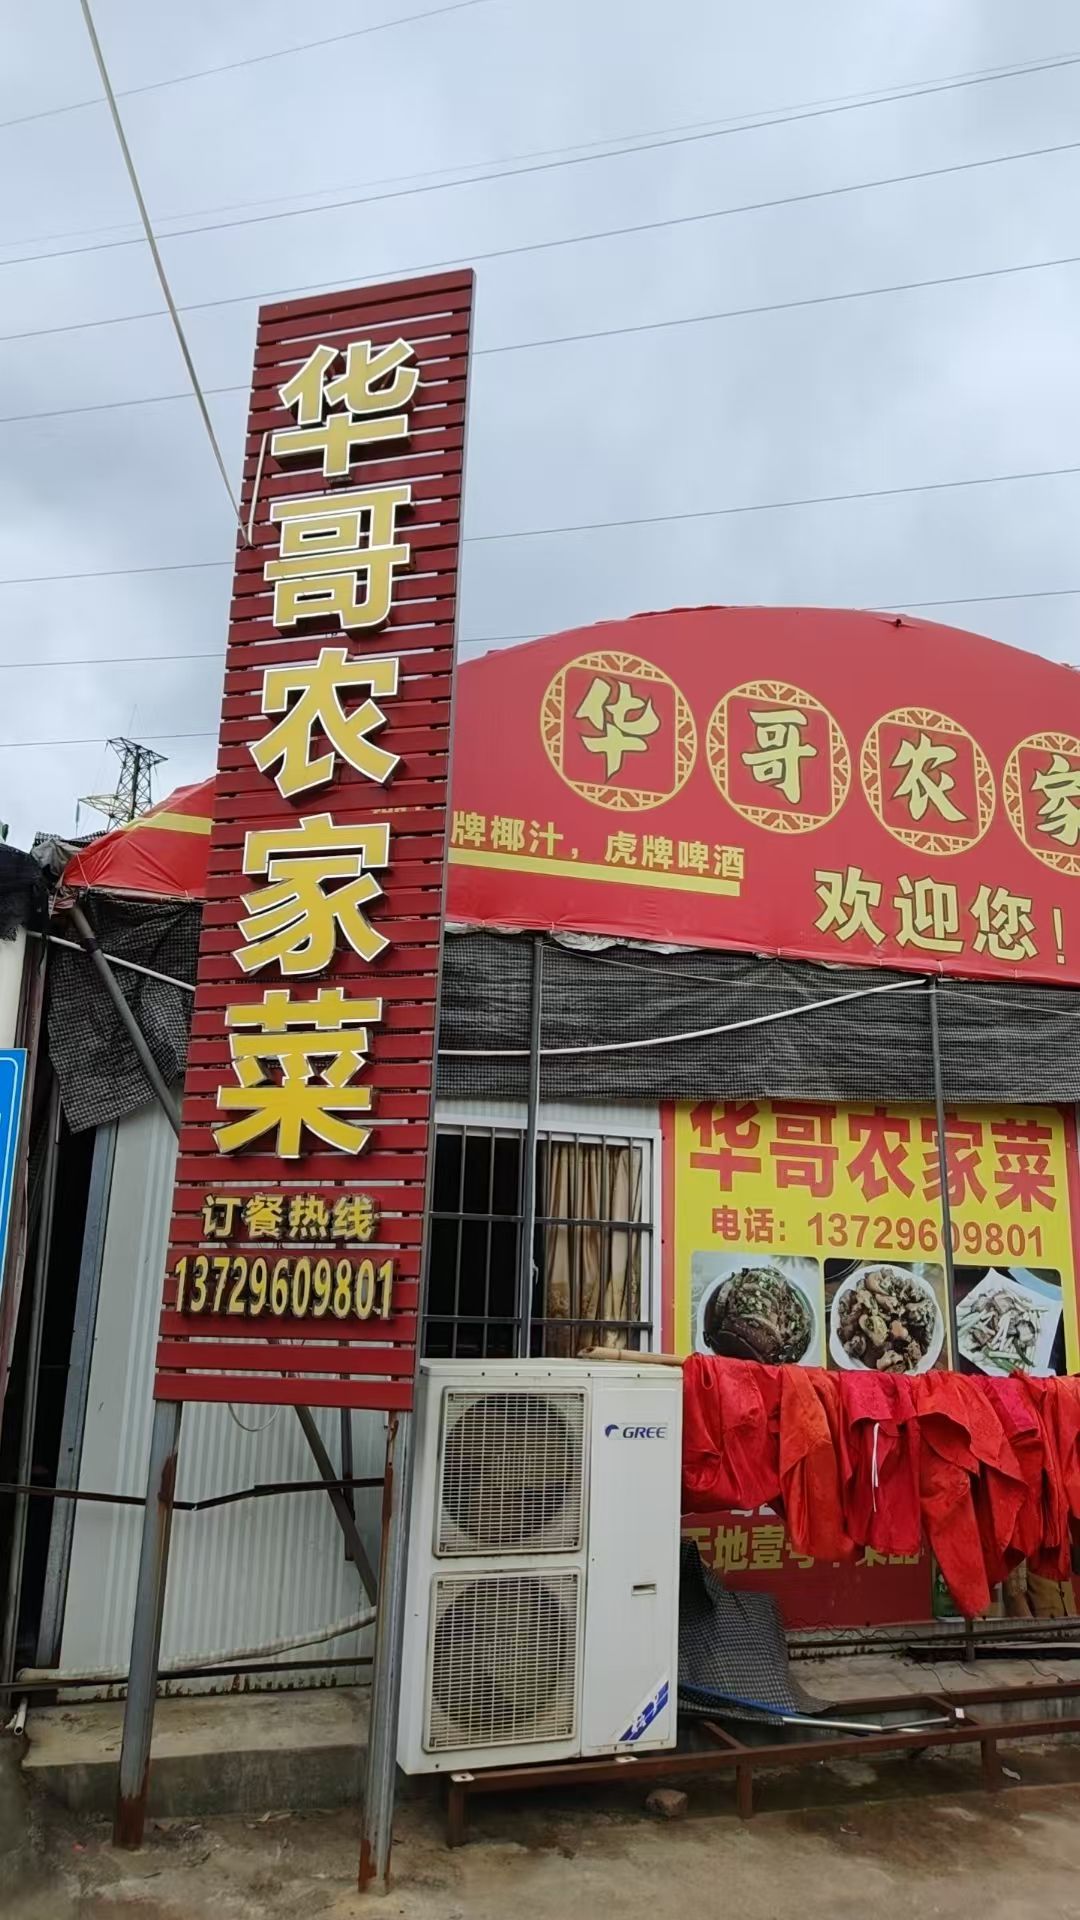 华哥农家菜
订餐热线
13729609801
华哥农家
牌椰汁，虎牌啤酒
欢迎您！
华哥农家菜
电话：13729609801
GREE
天地壹号